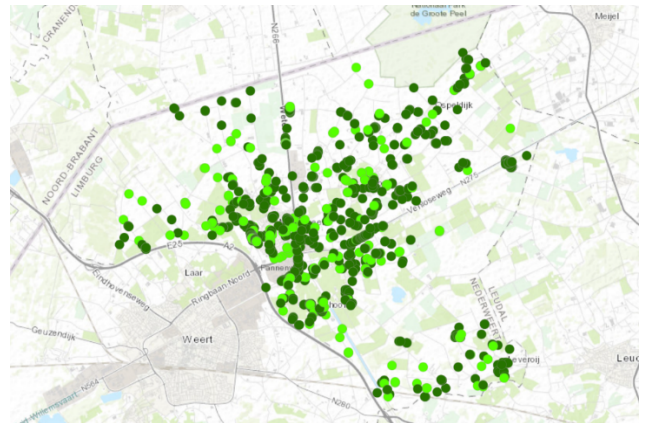 Nationaal Park
de Groote Peel
Meijel
CRANEND
N266
Ospeldijk
NOORD-BRABANT
LIMBURG
N275
E25
A2
Laar
Ringbaan Noord
Eindhovenseweg
LEUDAL
NEDERWEERT
Geuzendijk
Weert
Leveroij
Leud
N564
N280